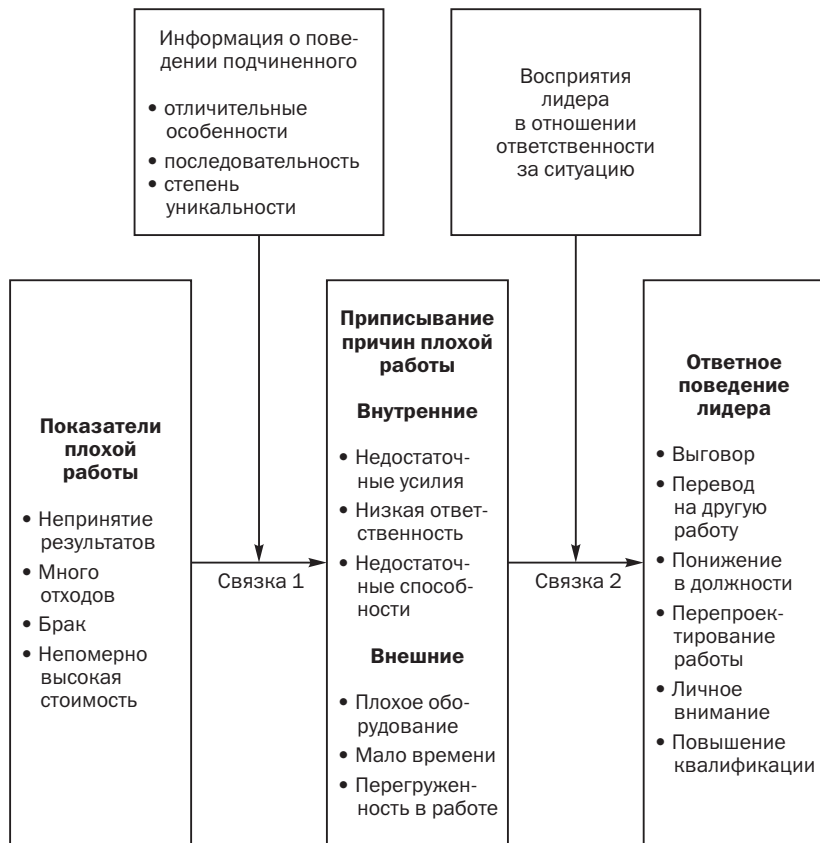 Информация о пове-
дении подчиненного
• отличительные
особенности
• последовательность
• степень
уникальности
Восприятия
лидера
в отношении
ответственности
за ситуацию
Показатели
плохой
работы
• Непринятие
результатов
• Много
отходов
• Брак
• Непомерно
высокая
стоимость
Связка 1
Приписывание
причин плохой
работы
Внутренние
• Недостаточ-
ные усилия
• Низкая ответ-
ственность
• Недостаточ-
ные способ-
ности
Внешние
• Плохое обо-
рудование
• Мало времени
• Перегружен-
ность в работе
Связка 2
Ответное
поведение
лидера
• Выговор
• Перевод
на другую
работу
• Понижение
в должности
• Перепроек-
тирование
работы
• Личное
внимание
• Повышение
квалификации